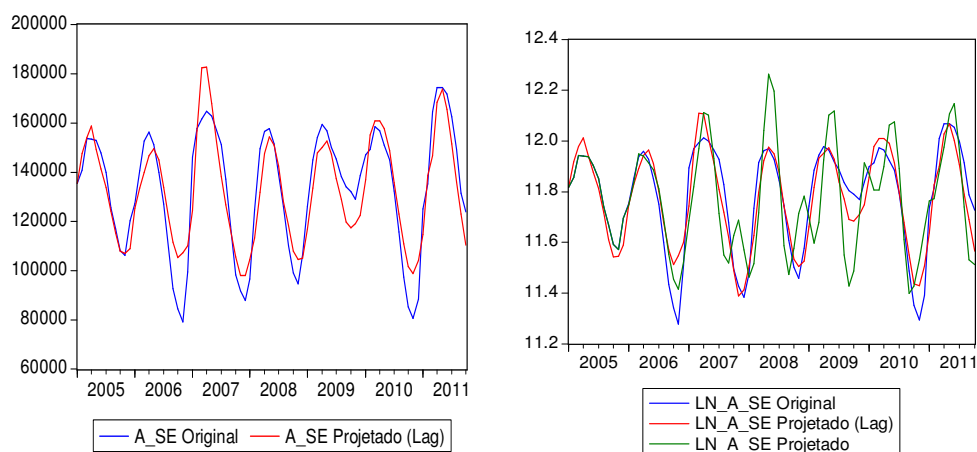 200000
180000
160000
140000
120000
100000
80000
60000
2005 2006 2007 2008 2009 2010 2011
A_SE Original A_SE Projetado (Lag)
12.4
12.2
12.0
11.8
11.6
11.4
11.2
2005 2006 2007 2008 2009 2010 2011
LN_A_SE Original
LN_A_SE Projetado (Lag)
LN_A_SE Projetado